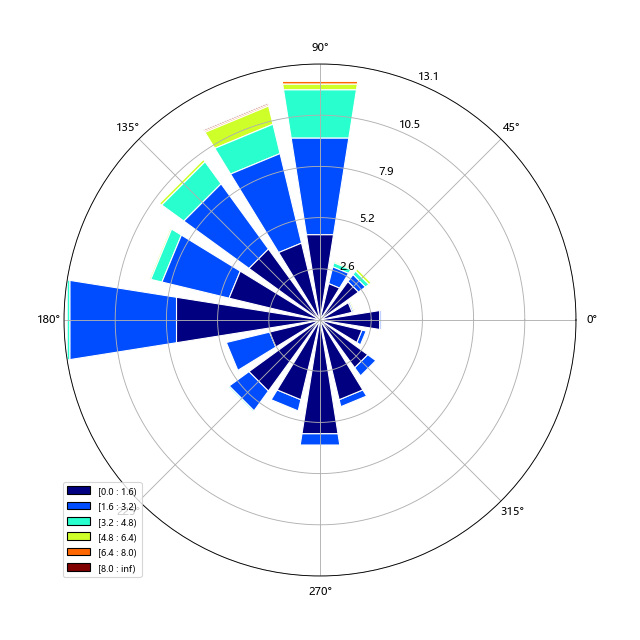 90°
13.1
135°
45°
10.5
7.9
5.2
2.6
180°
0°
[0.0 : 1.6)
[1.6 : 3.2)
[3.2 : 4.8)
[4.8 : 6.4)
[6.4 : 8.0)
[8.0 : inf)
225°
315°
270°